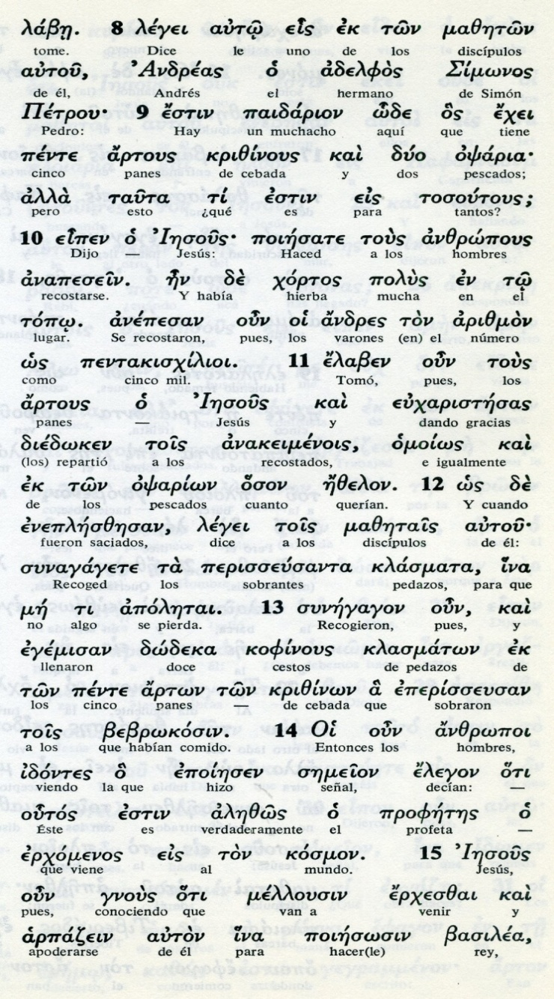 λάβῃ. 8 λέγει αὐτῷ εἷς ἐκ τῶν μαθητῶν
tome. Dice le uno de los discípulos
αὐτοῦ, Ἀνδρέας ὁ ἀδελφὸς Σίμωνος
de él, Andrés el hermano de Simón
Πέτρου· 9 ἔστιν παιδάριον ὧδε ὃς ἔχει
Pedro: Hay un muchacho aquí que tiene
πέντε ἄρτους κριθίνους καὶ δύο ὀψάρια·
cinco panes de cebada y dos pescados;
ἀλλὰ ταῦτα τί ἐστιν εἰς τοσούτους;
pero esto ¿qué es para tantos?
10 εἶπεν ὁ Ἰησοῦς· ποιήσατε τοὺς ἀνθρώπους
Dijo — Jesús: Haced a los hombres
ἀναπεσεῖν. ἦν δὲ χόρτος πολὺς ἐν τῷ
recostarse. Y había hierba mucha en el
τόπῳ. ἀνέπεσαν οὖν οἱ ἄνδρες τὸν ἀριθμὸν
lugar. Se recostaron, pues, los varones (en) el número
ὡς πεντακισχίλιοι. 11 ἔλαβεν οὖν τοὺς
como cinco mil. Tomó, pues, los
ἄρτους ὁ Ἰησοῦς καὶ εὐχαριστήσας
panes — Jesús y dando gracias
διέδωκεν τοῖς ἀνακειμένοις, ὁμοίως καὶ
(los) repartió a los recostados, e igualmente
ἐκ τῶν ὀψαρίων ὅσον ἤθελον. 12 ὡς δὲ
de los pescados cuanto querían. Y cuando
ἐνεπλήσθησαν, λέγει τοῖς μαθηταῖς αὐτοῦ·
fueron saciados, dice a los discípulos de él:
συναγάγετε τὰ περισσεύσαντα κλάσματα, ἵνα
Recoged los sobrantes pedazos, para que
μή τι ἀπόληται. 13 συνήγαγον οὖν, καὶ
no algo se pierda. Recogieron, pues, y
ἐγέμισαν δώδεκα κοφίνους κλασμάτων ἐκ
llenaron doce cestos de pedazos de
τῶν πέντε ἄρτων τῶν κριθίνων ἃ ἐπερίσσευσαν
los cinco panes — de cebada que sobraron
τοῖς βεβρωκόσιν. 14 Οἱ οὖν ἄνθρωποι
a los que habían comido. Entonces los hombres,
ἰδόντες ὃ ἐποίησεν σημεῖον ἔλεγον ὅτι
viendo la que hizo señal, decían: —
οὗτός ἐστιν ἀληθῶς ὁ προφήτης ὁ
Éste es verdaderamente el profeta —
ἐρχόμενος εἰς τὸν κόσμον. 15 Ἰησοῦς
que viene al mundo. Jesús,
οὖν γνοὺς ὅτι μέλλουσιν ἔρχεσθαι καὶ
pues, conociendo que van a venir y
ἁρπάζειν αὐτὸν ἵνα ποιήσωσιν βασιλέα,
apoderarse de él para hacer(le) rey,